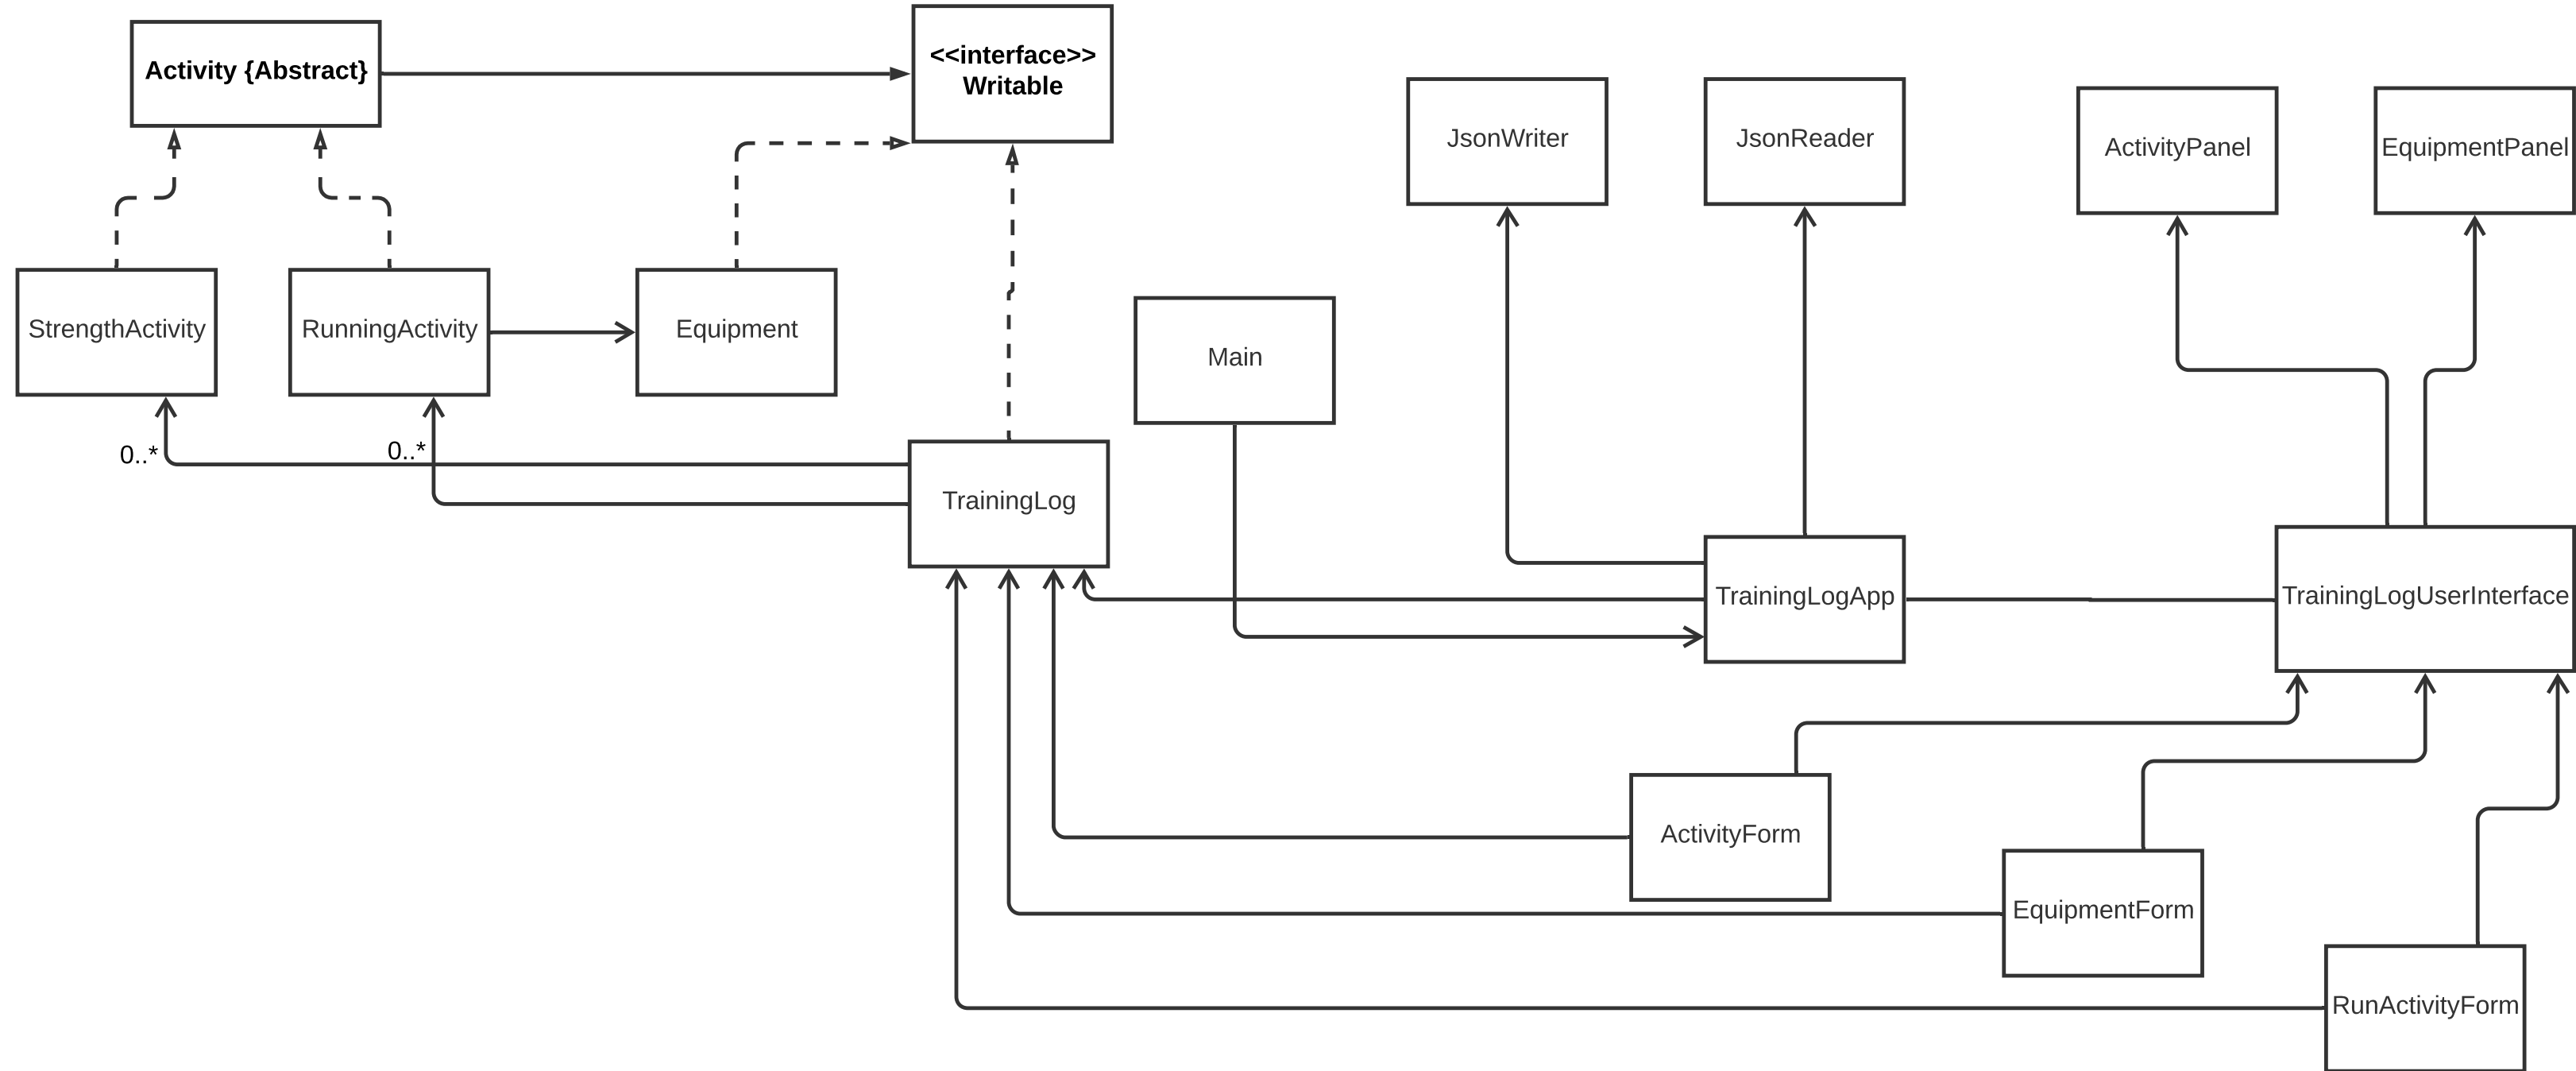 Activity {Abstract}
<<interface>>
Writable
JsonWriter
JsonReader
ActivityPanel
EquipmentPanel
StrengthActivity
RunningActivity
Equipment
Main
0..*
0..*
TrainingLog
TrainingLogApp
TrainingLogUserInterface
ActivityForm
EquipmentForm
RunActivityForm